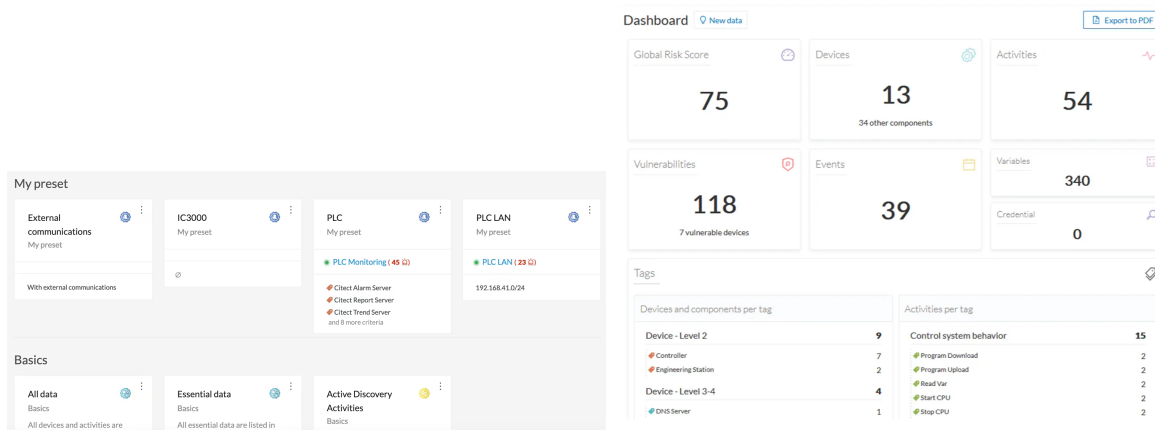 My preset
External
communications
My preset
With external communications
IC3000
My preset
PLC
My preset
PLC Monitoring ( 45 )
Citect Alarm Server
Citect Report Server
Citect Trend Server
and 8 more criteria
PLC LAN
My preset
PLC LAN ( 23 )
192.168.41.0/24
Basics
All data
Basics
All devices and activities are
Essential data
Basics
All essential data are listed in
Active Discovery
Activities
Basics
Dashboard
New data
Export to PDF
Global Risk Score
75
Devices
13
34 other components
Activities
54
Vulnerabilities
118
7 vulnerable devices
Events
39
Variables
340
Credential
0
Tags
Devices and components per tag
Device - Level 2 9
Controller 7
Engineering Station 2
Device - Level 3-4 4
DNS Server 1
Activities per tag
Control system behavior 15
Program Download 2
Program Upload 2
Read Var 2
Start CPU 2
Stop CPU 2